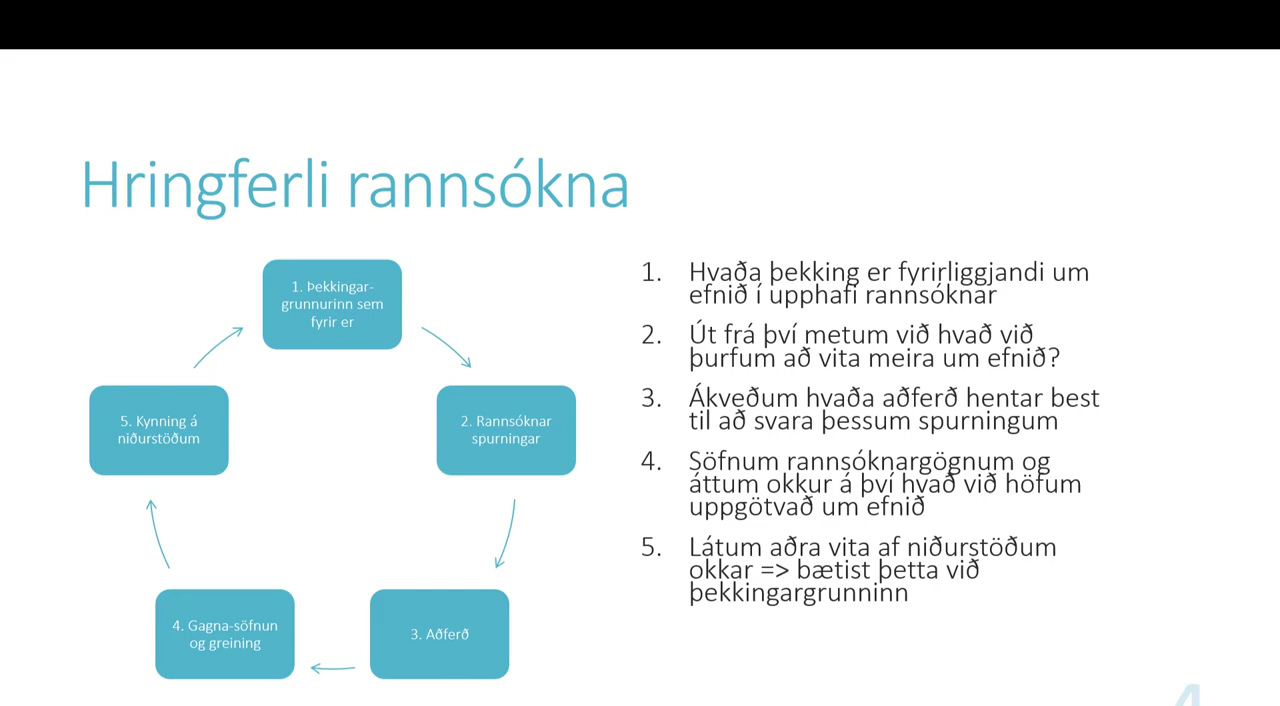 Hringferli rannsókna
1. Þekkingar-
grunnurinn sem
fyrir er
2. Rannsóknar
spurningar
3. Aðferð
4. Gagna-söfnun
og greining
5. Kynning á
niðurstöðum
1. Hvaða þekking er fyrirliggjandi um
efnið í upphafi rannsóknar
2. Út frá því metum við hvað við
þurfum að vita meira um efnið?
3. Ákveðum hvaða aðferð hentar best
til að svara þessum spurningum
4. Söfnum rannsóknargögnum og
áttum okkur á því hvað við höfum
uppgötvað um efnið
5. Látum aðra vita af niðurstöðum
okkar => bætist þetta við
þekkingargrunninn
4